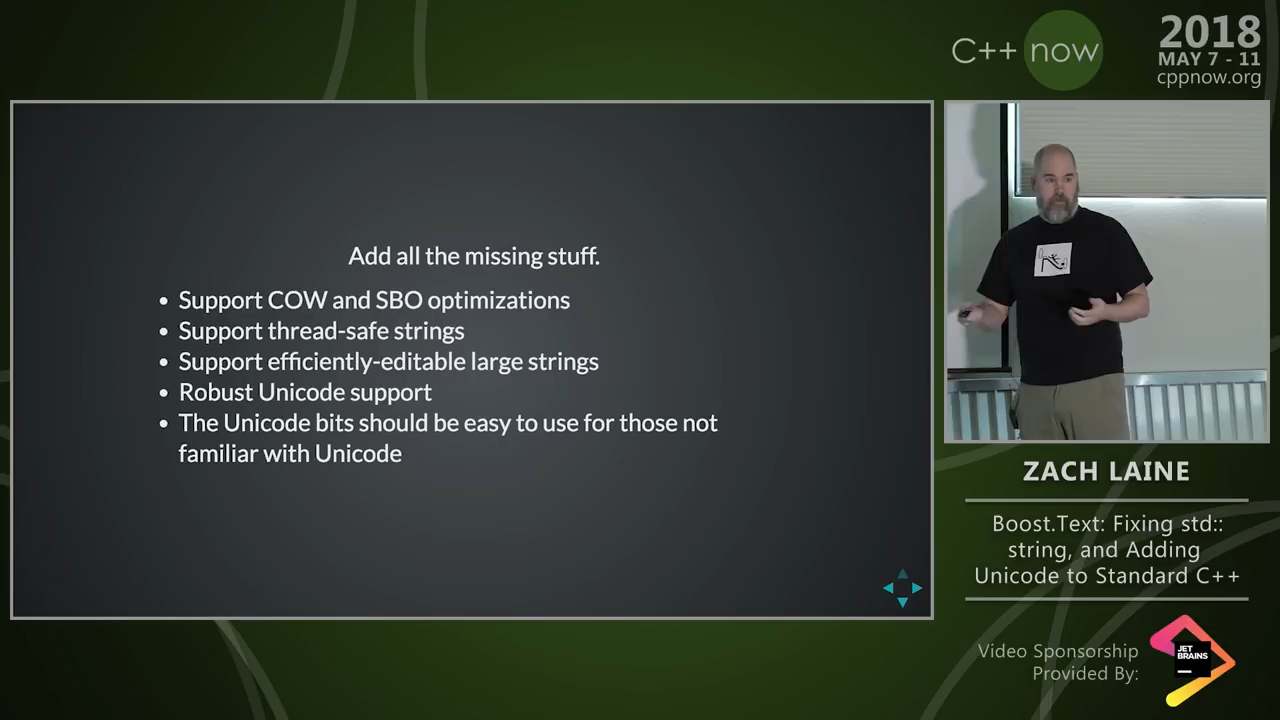 C++ now
2018
MAY 7 - 11
cppnow.org
Add all the missing stuff.
• Support COW and SBO optimizations
• Support thread-safe strings
• Support efficiently-editable large strings
• Robust Unicode support
• The Unicode bits should be easy to use for those not
familiar with Unicode
ZACH LAINE
Boost.Text: Fixing std::
string, and Adding
Unicode to Standard C++
Video Sponsorship
Provided By:
JET
BRAINS